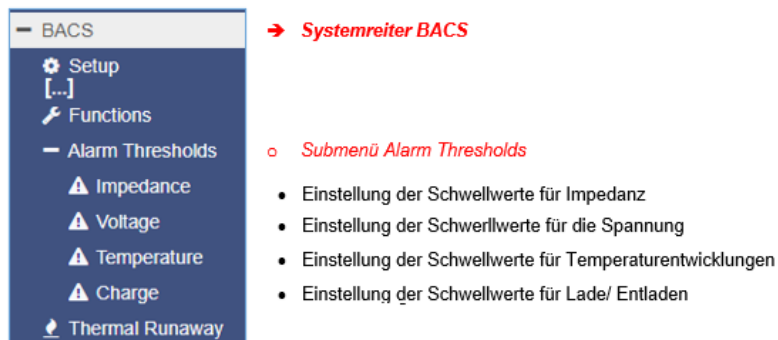 BACS
➔ Systemreiter BACS
Setup
[...]
Functions
Alarm Thresholds
o Submenü Alarm Thresholds
Impedance
• Einstellung der Schwellwerte für Impedanz
Voltage
• Einstellung der Schwerllwerte für die Spannung
Temperature
• Einstellung der Schwellwerte für Temperaturentwicklungen
Charge
• Einstellung der Schwellwerte für Lade/ Entladen
Thermal Runaway